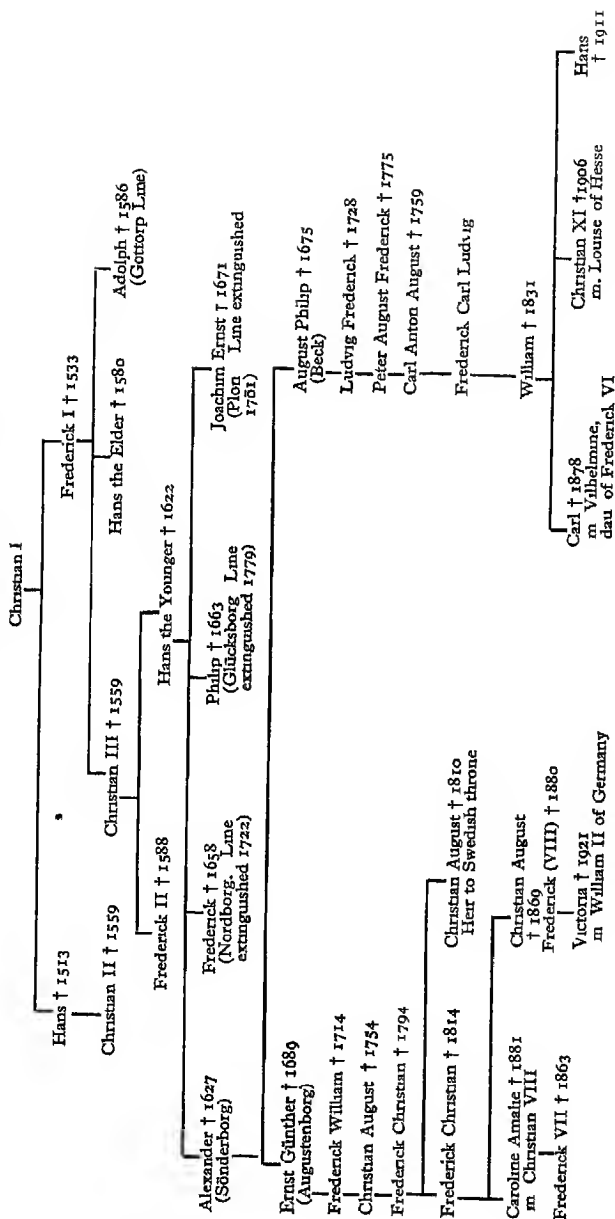 Christian I
Hans † 1513
Frederick I † 1533
Christian II † 1559
Christian III † 1559
Hans the Elder † 1580
Adolph † 1586
(Gottorp Line)
Frederick II † 1588
Hans the Younger † 1622
Alexander † 1627
(Sönderborg)
Frederick † 1658
(Nordborg. Line
extinguished 1722)
Philip † 1663
(Glücksborg Line
extinguished 1779)
Joachim Ernst † 1671
(Plon Line extinguished
1761)
Ernst Günther † 1689
(Augustenborg)
August Philip † 1675
(Beck)
Frederick William † 1714
Ludvig Frederick † 1728
Christian August † 1754
Peter August Frederick † 1775
Frederick Christian † 1794
Carl Anton August † 1759
Frederick Christian † 1814
Christian August † 1810
Heir to Swedish throne
Frederick Carl Ludvig
Caroline Amalie † 1881
m Christian VIII
Christian August
† 1869
William † 1831
Frederick VII † 1863
Frederick (VIII) † 1880
Victoria † 1921
m William II of Germany
Carl † 1878
m Vilhelmine,
dau of Frederick VI
Christian XI † 1906
m. Louise of Hesse
Hans
† 1911